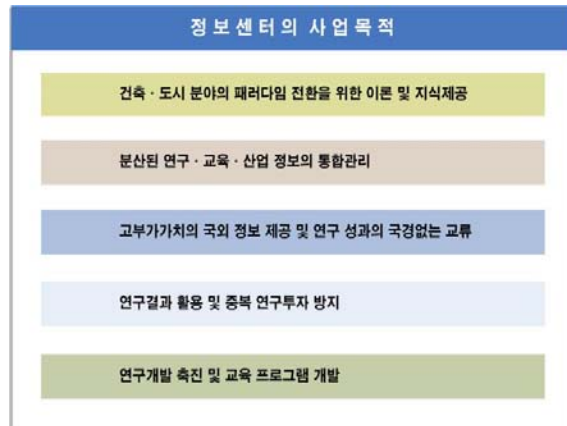 정보센터의 사업목적
건축·도시 분야의 패러다임 전환을 위한 이론 및 지식제공
분산된 연구·교육·산업 정보의 통합관리
고부가가치의 국외 정보 제공 및 연구 성과의 국경없는 교류
연구결과 활용 및 중복 연구투자 방지
연구개발 촉진 및 교육 프로그램 개발